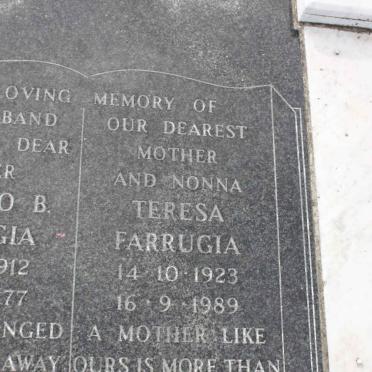 LOVING MEMORY OF
BAND OUR DEAREST
DEAR MOTHER
ER AND NONNA
O B. TERESA
GIA FARRUGIA
912 14·10·1923
77 16·9·1989
NGED A MOTHER LIKE
AWAY OURS IS MORE THAN